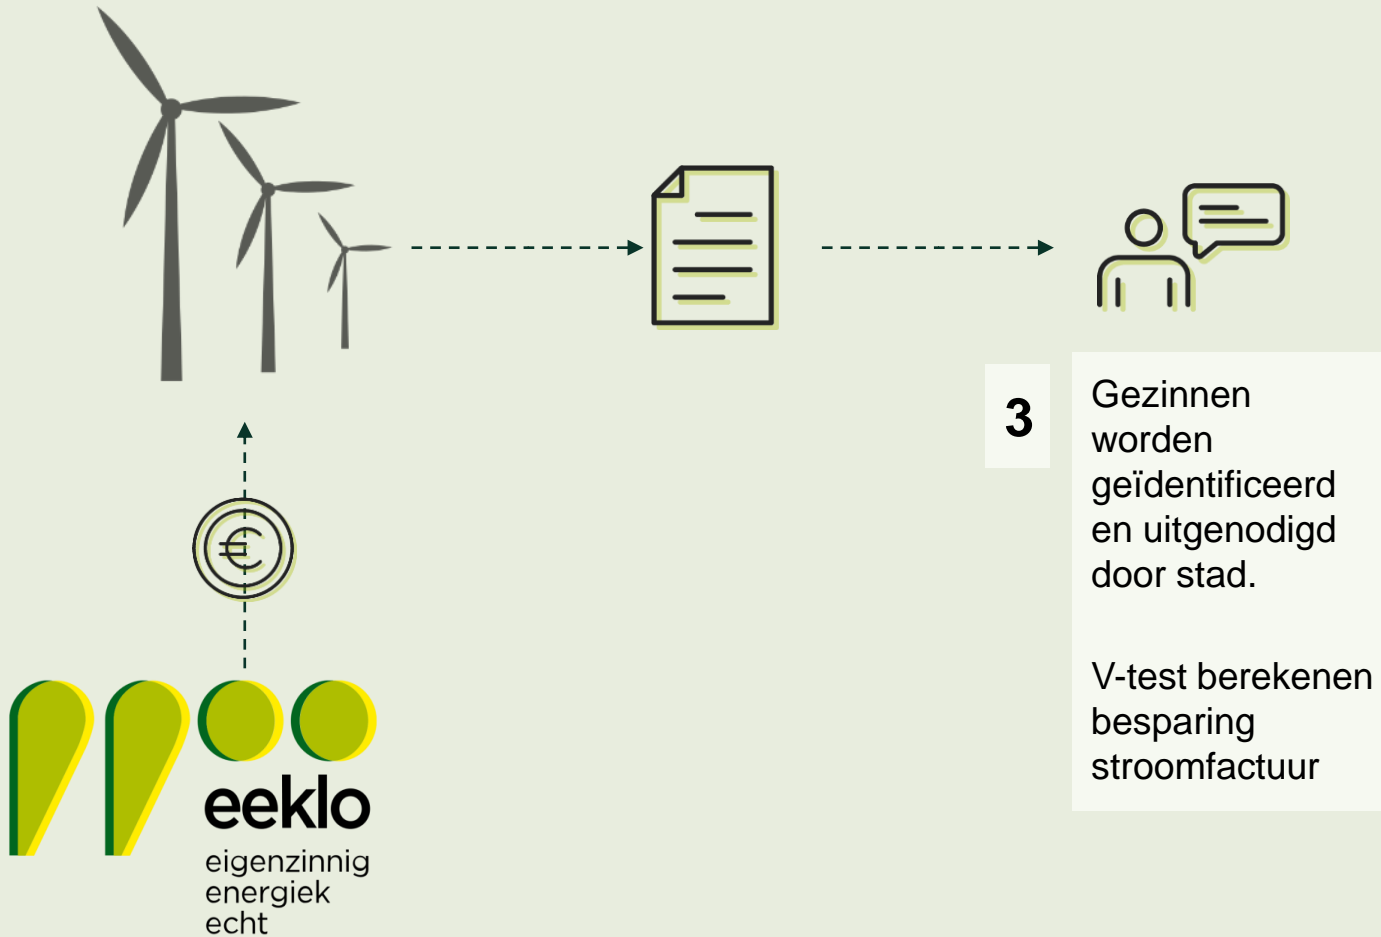 3
Gezinnen
worden
geïdentificeerd
en uitgenodigd
door stad.
V-test berekenen
besparing
stroomfactuur
€
eeklo
eigenzinnig
energiek
echt